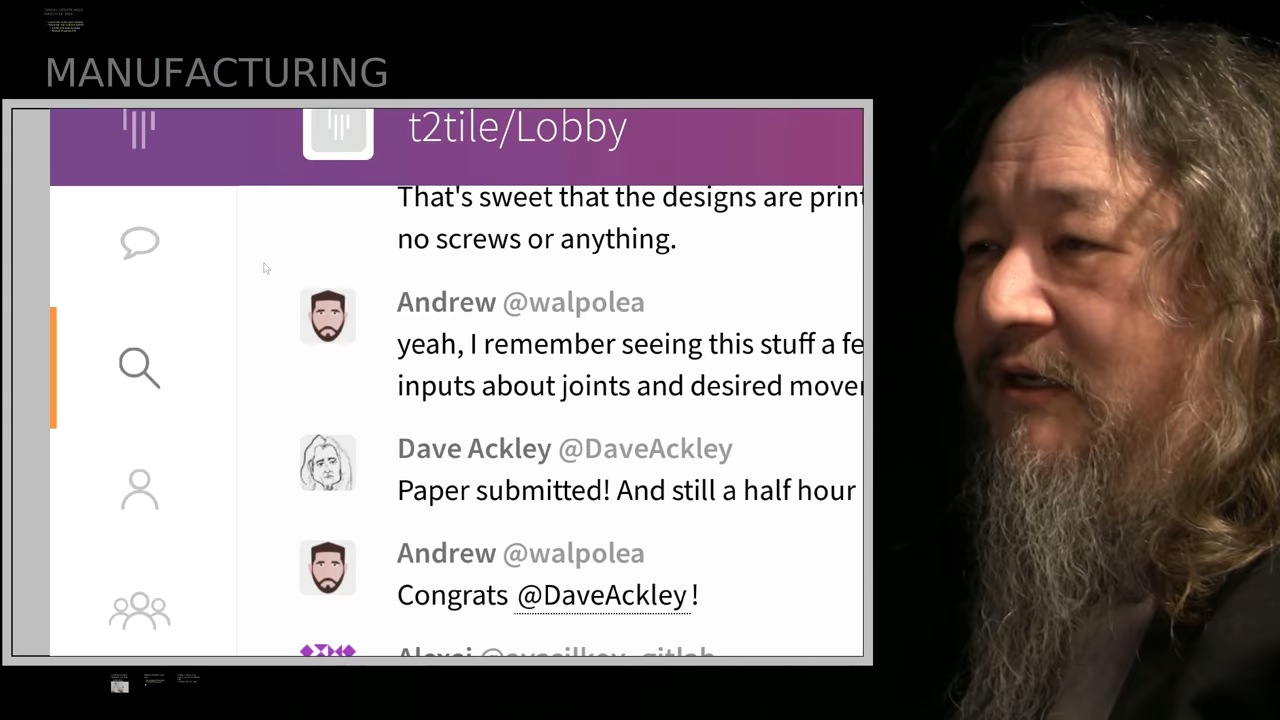 MANUFACTURING
t2tile/Lobby
That's sweet that the designs are print
no screws or anything.
Andrew @walpolea
yeah, I remember seeing this stuff a fe
inputs about joints and desired mover
Dave Ackley @DaveAckley
Paper submitted! And still a half hour
Andrew @walpolea
Congrats @DaveAckley!